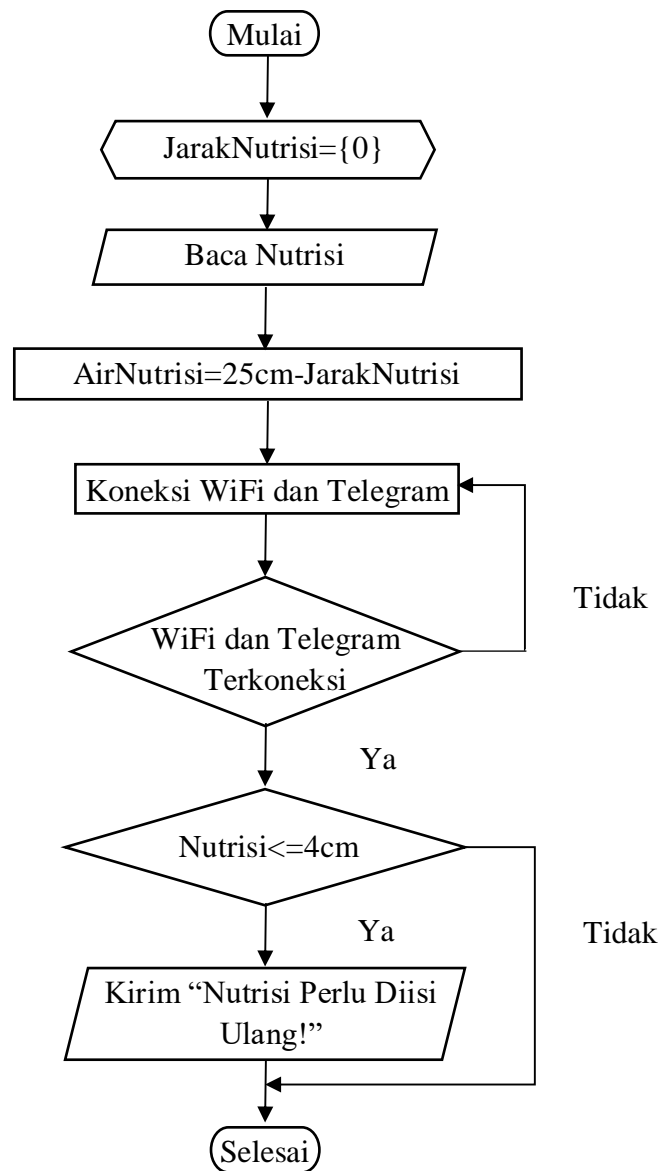 Mulai
JarakNutrisi={0}
Baca Nutrisi
AirNutrisi=25cm-JarakNutrisi
Koneksi WiFi dan Telegram
Tidak
WiFi dan Telegram
Terkoneksi
Ya
Nutrisi<=4cm
Ya
Tidak
Kirim “Nutrisi Perlu Diisi
Ulang!”
Selesai